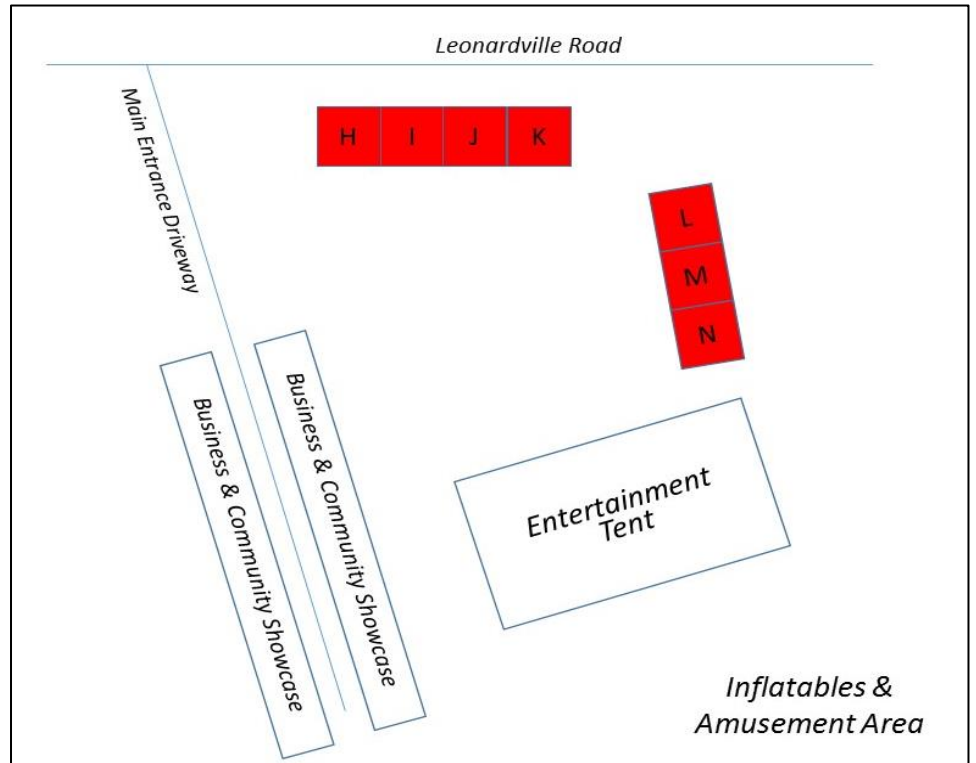 Leonardville Road
Main Entrance Driveway
H I J K
L
M
N
Business & Community Showcase
Business & Community Showcase
Entertainment
Tent
Inflatables &
Amusement Area